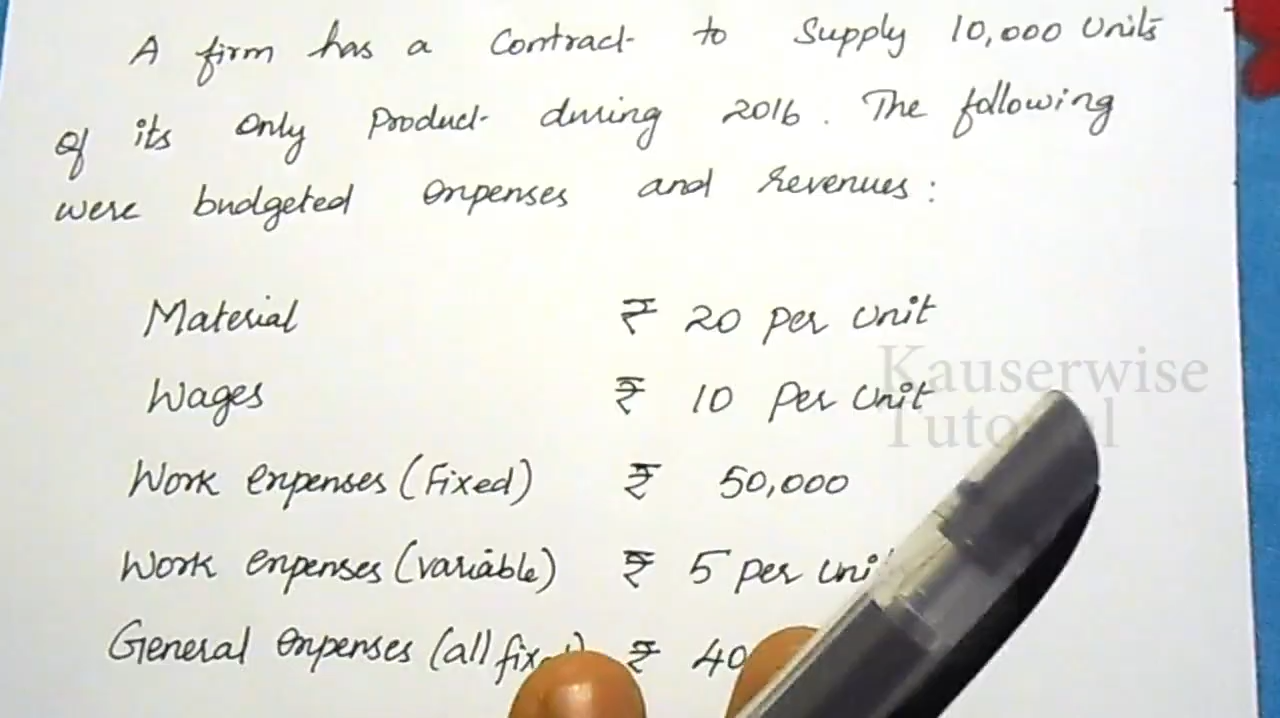 A firm has a Contract to Supply 10,000 Units
of its Only Product during 2016. The following
were budgeted expenses and revenues:
Material ₹ 20 per Unit
Wages ₹ 10 Per Unit
Kauserwise
Work expenses (Fixed) ₹ 50,000
Work expenses (variable) ₹ 5 per
General expenses (all ₹ 40